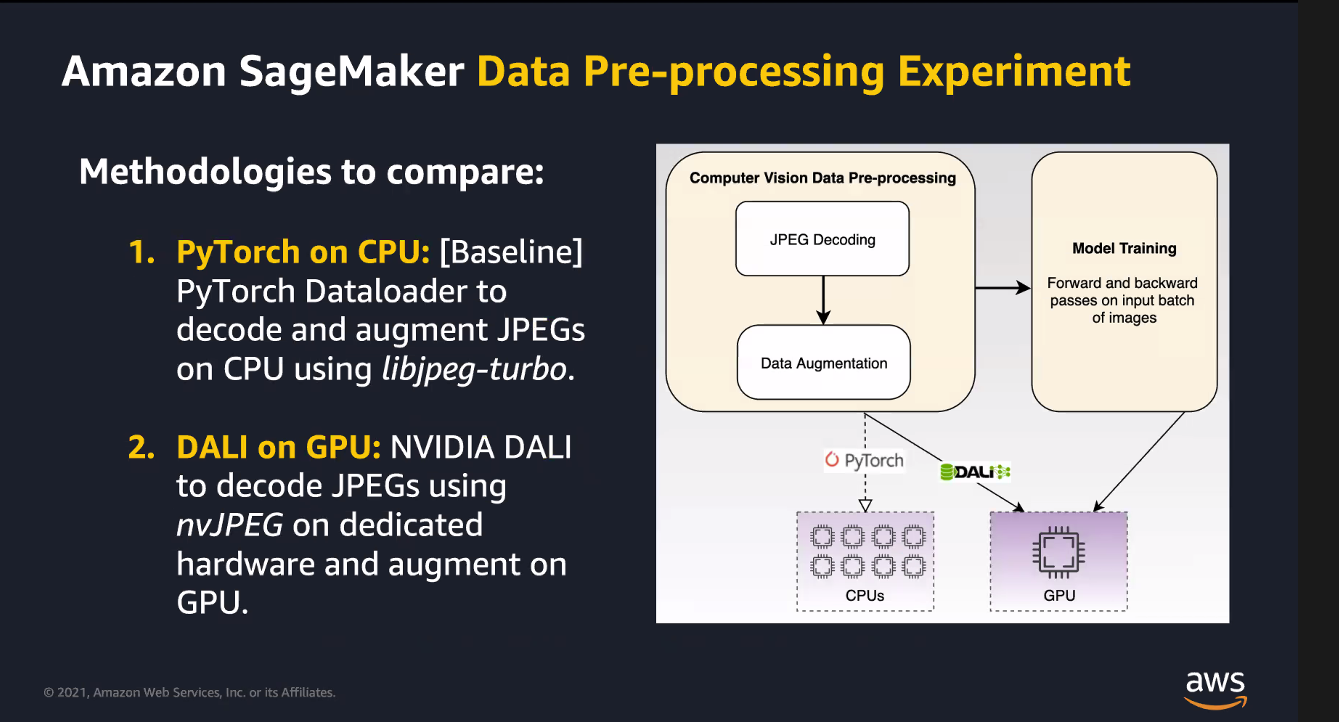 Amazon SageMaker Data Pre-processing Experiment
Methodologies to compare:
1. PyTorch on CPU: [Baseline]
PyTorch Dataloader to
decode and augment JPEGs
on CPU using libjpeg-turbo.
2. DALI on GPU: NVIDIA DALI
to decode JPEGs using
nvJPEG on dedicated
hardware and augment on
GPU.
Computer Vision Data Pre-processing
JPEG Decoding
Data Augmentation
Model Training
Forward and backward
passes on input batch
of images
PyTorch
DALI
CPUs
GPU
© 2021, Amazon Web Services, Inc. or its Affiliates.
aws